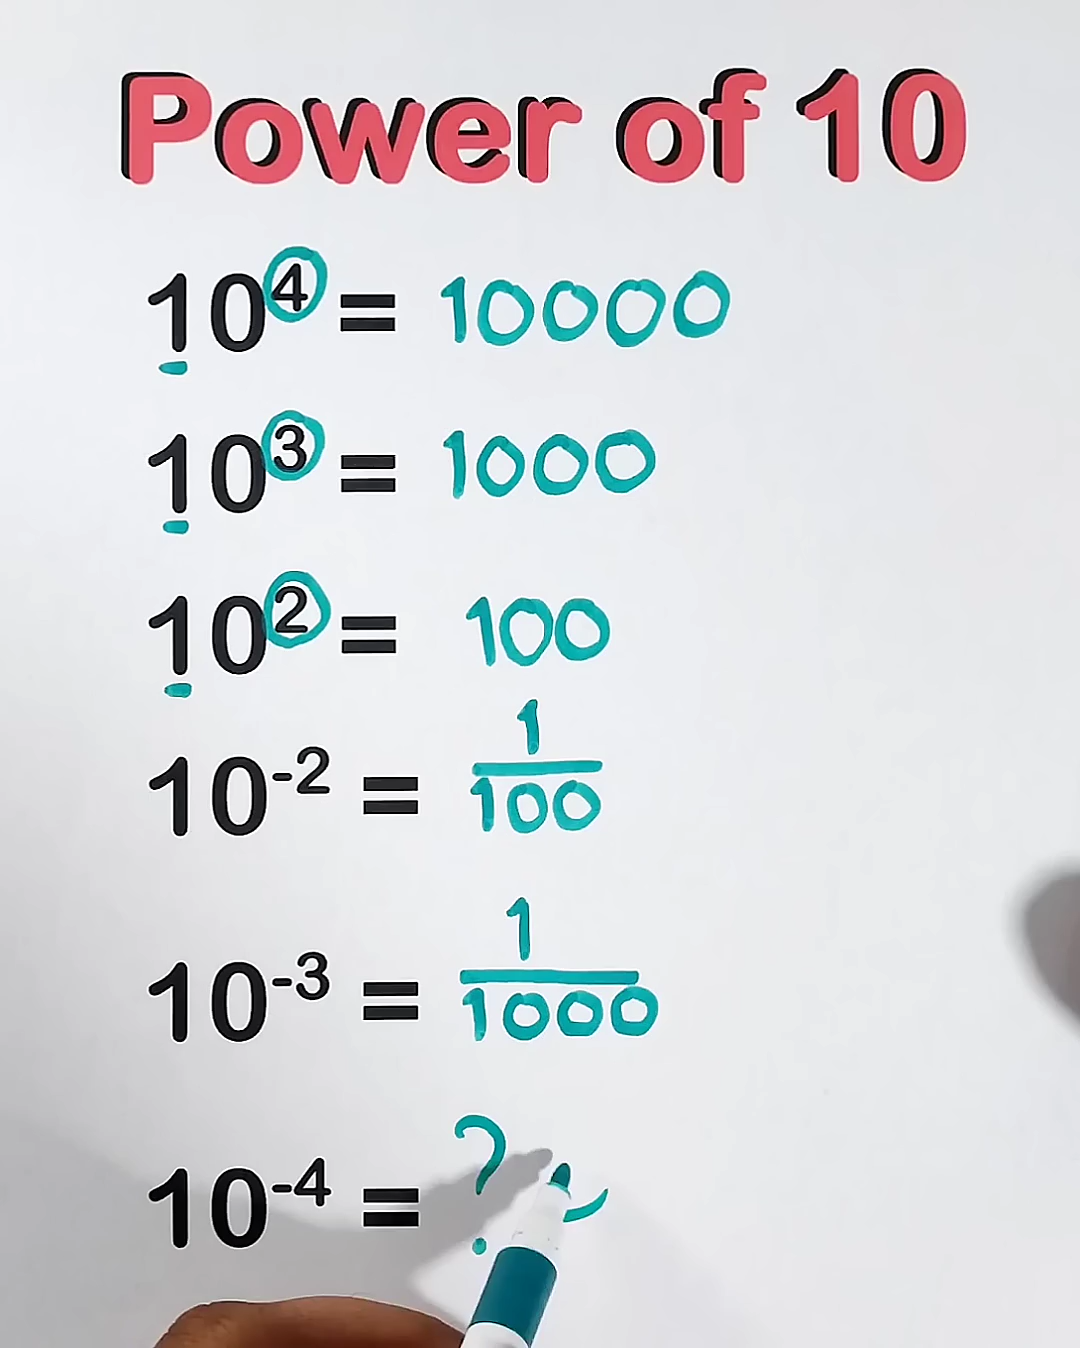 Power of 10
10⁴ = 10000
10³ = 1000
10² = 100
10⁻² = 1/100
10⁻³ = 1/1000
10⁻⁴ = ?